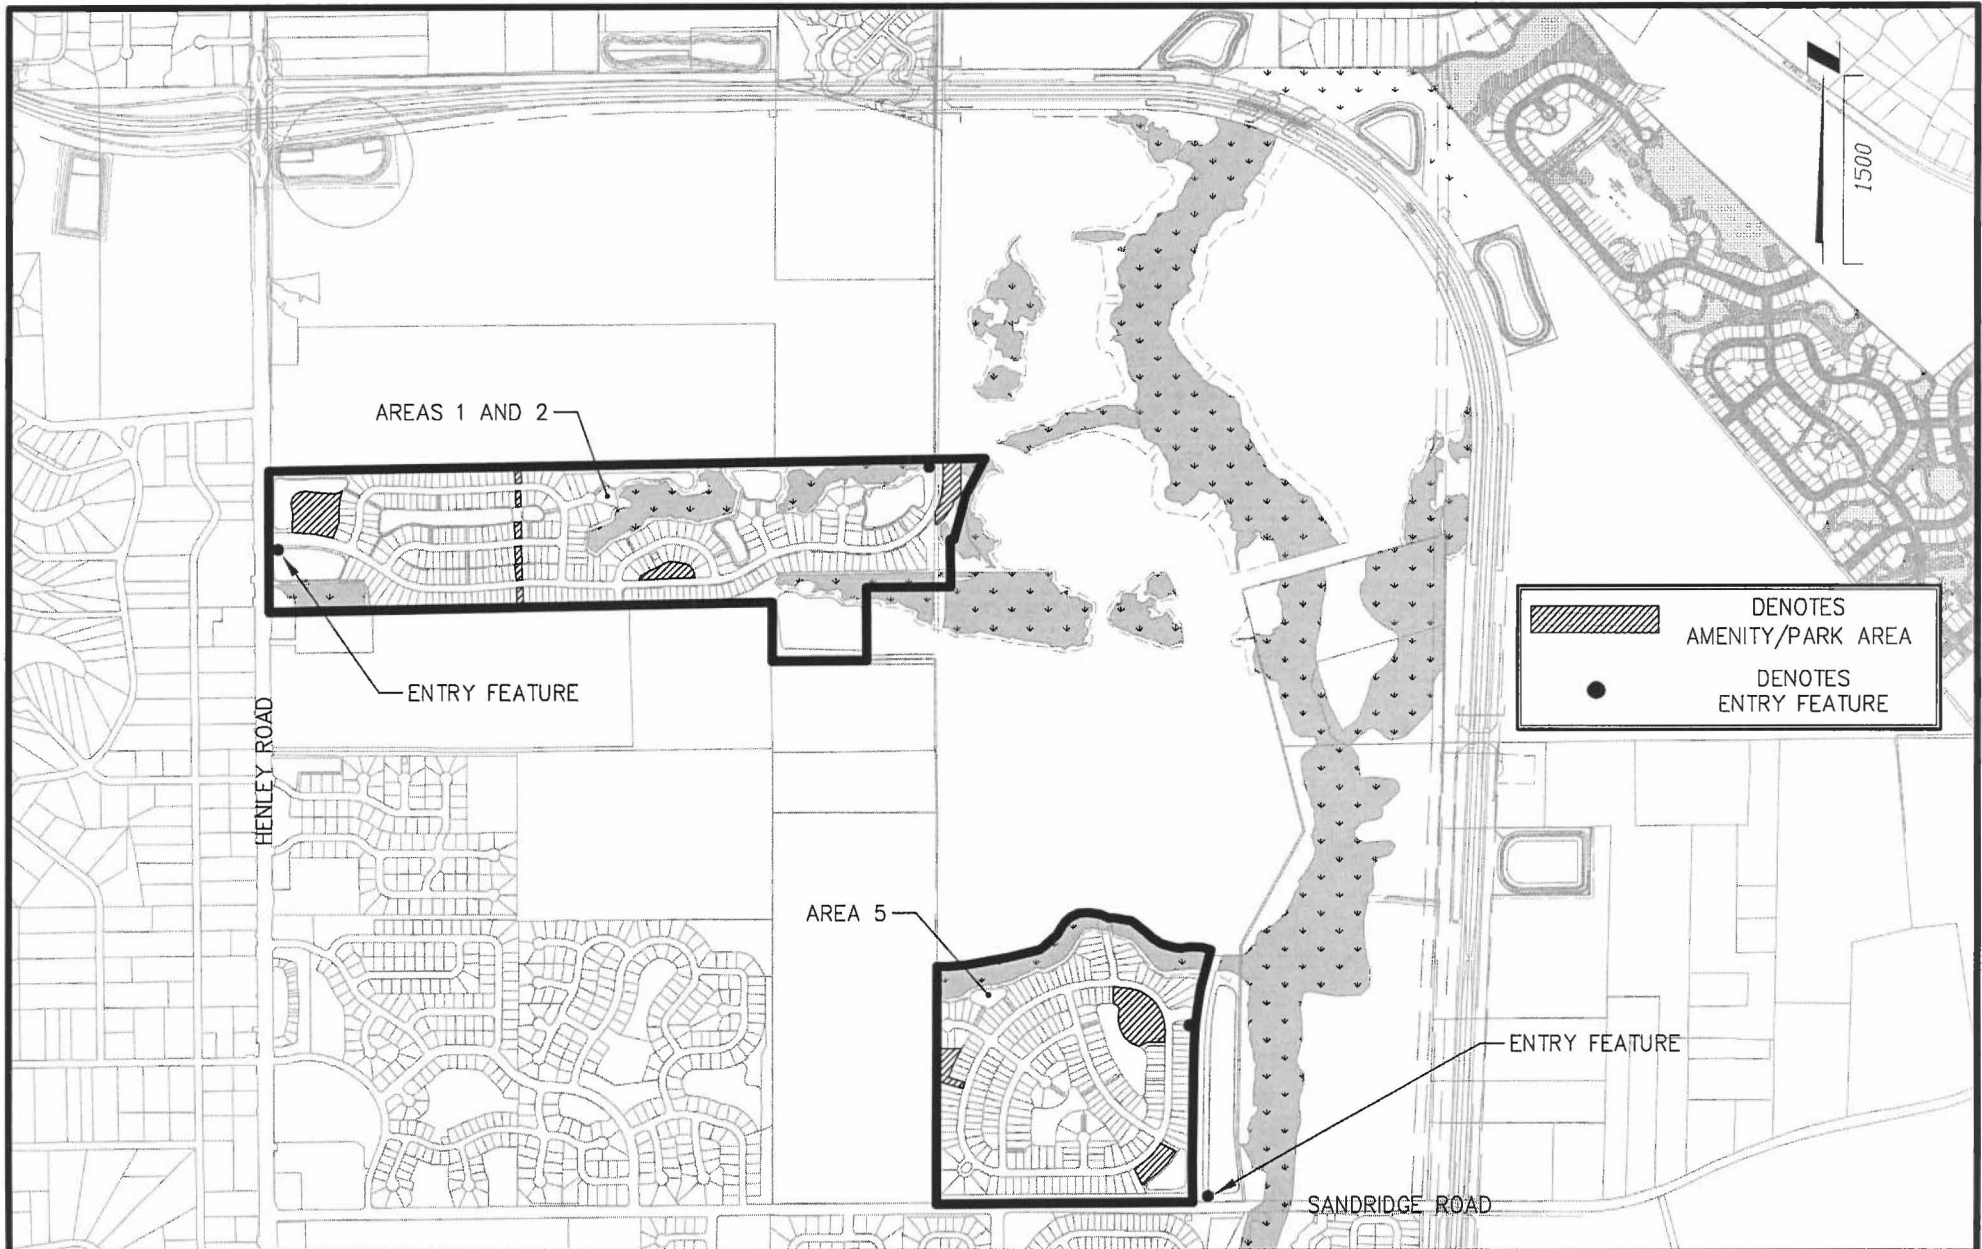 1500
AREAS 1 AND 2
DENOTES
AMENITY/PARK AREA
DENOTES
ENTRY FEATURE
ENTRY FEATURE
HENLEY ROAD
AREA 5
ENTRY FEATURE
SANDRIDGE ROAD